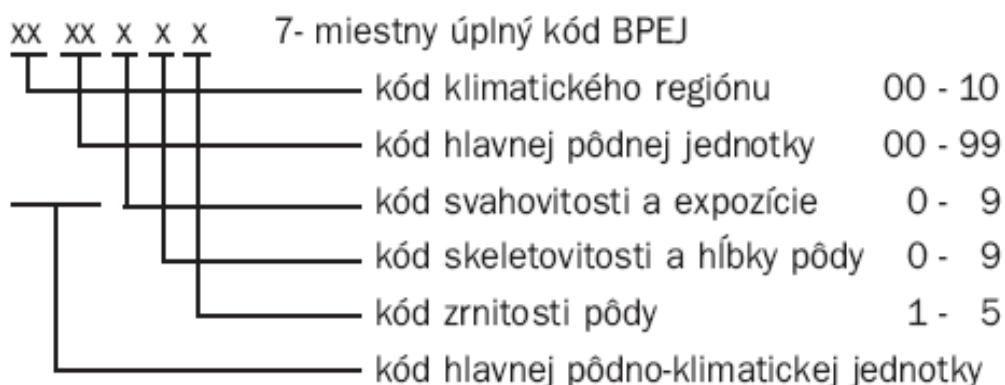 xx xx x x x 7- miestny úplný kód BPEJ
kód klimatického regiónu 00 - 10
kód hlavnej pôdnej jednotky 00 - 99
kód svahovitosti a expozície 0 - 9
kód skeletovitosti a hĺbky pôdy 0 - 9
kód zrnitosti pôdy 1 - 5
kód hlavnej pôdno-klimatickej jednotky